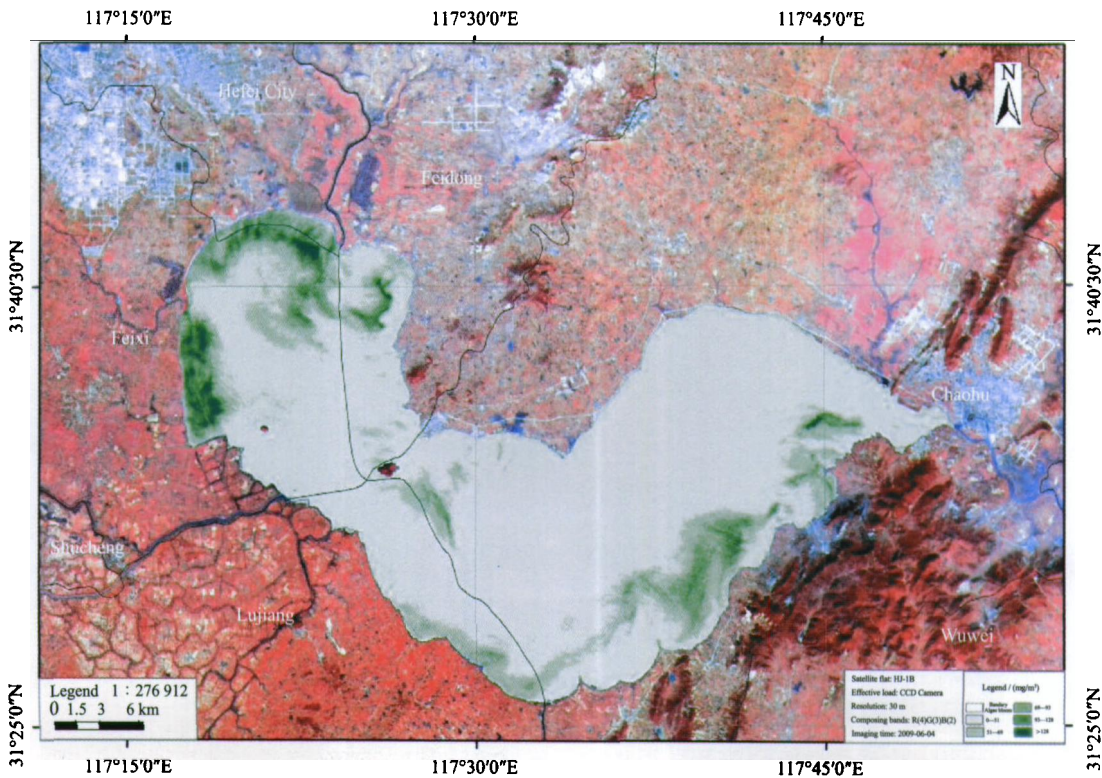 117°15′0″E 117°30′0″E 117°45′0″E
N
Hefei City
Feidong
31°40′30″N 31°40′30″N
Feixi
Chaohu
Shucheng
Lujiang
Wuwei
Legend 1 : 276 912
0 1.5 3 6 km
Satellite flat: HJ-1B
Effective load: CCD Camera
Resolution: 30 m
Composing bands: R(4)G(3)B(2)
Imaging time: 2009-06-04
Legend / (mg/m³)
>128
31°25′0″N 31°25′0″N
117°15′0″E 117°30′0″E 117°45′0″E